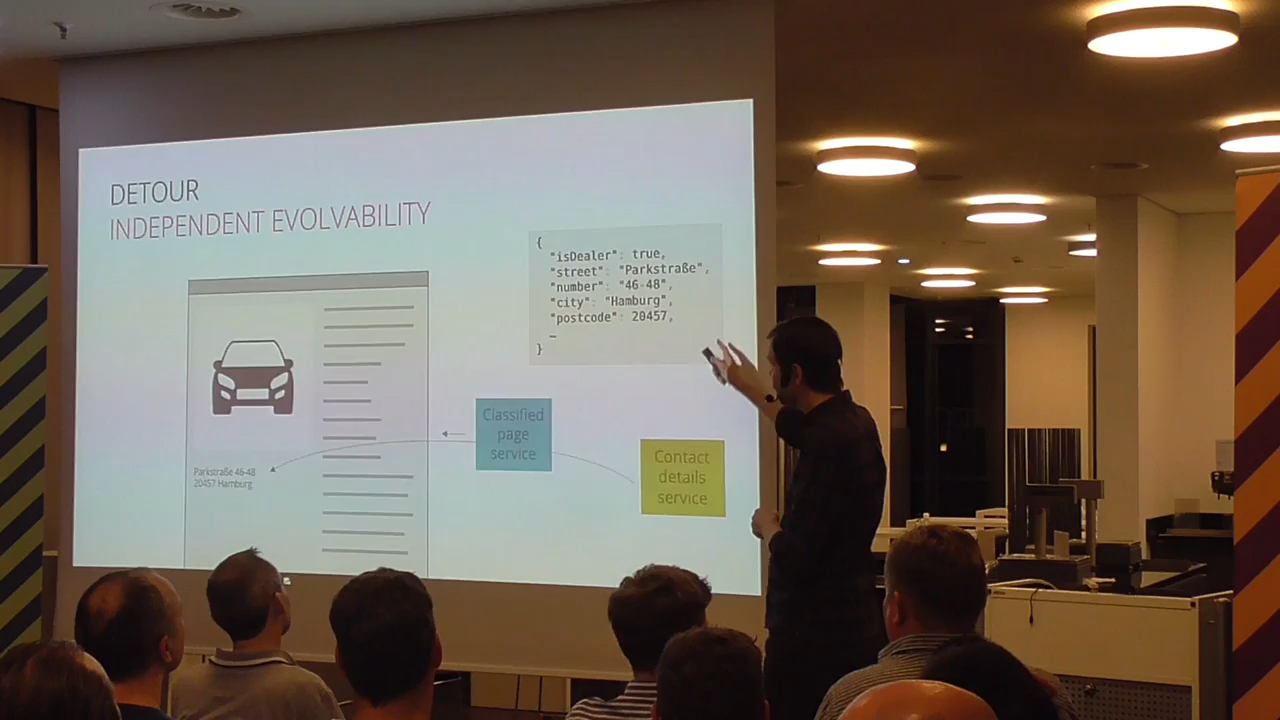 DETOUR
INDEPENDENT EVOLVABILITY
{
"isDealer": true,
"street": "Parkstraße",
"number": "46-48",
"city": "Hamburg",
"postcode": 20457,
…
}
Classified
page
service
Contact
details
service
Parkstraße 46-48
20457 Hamburg